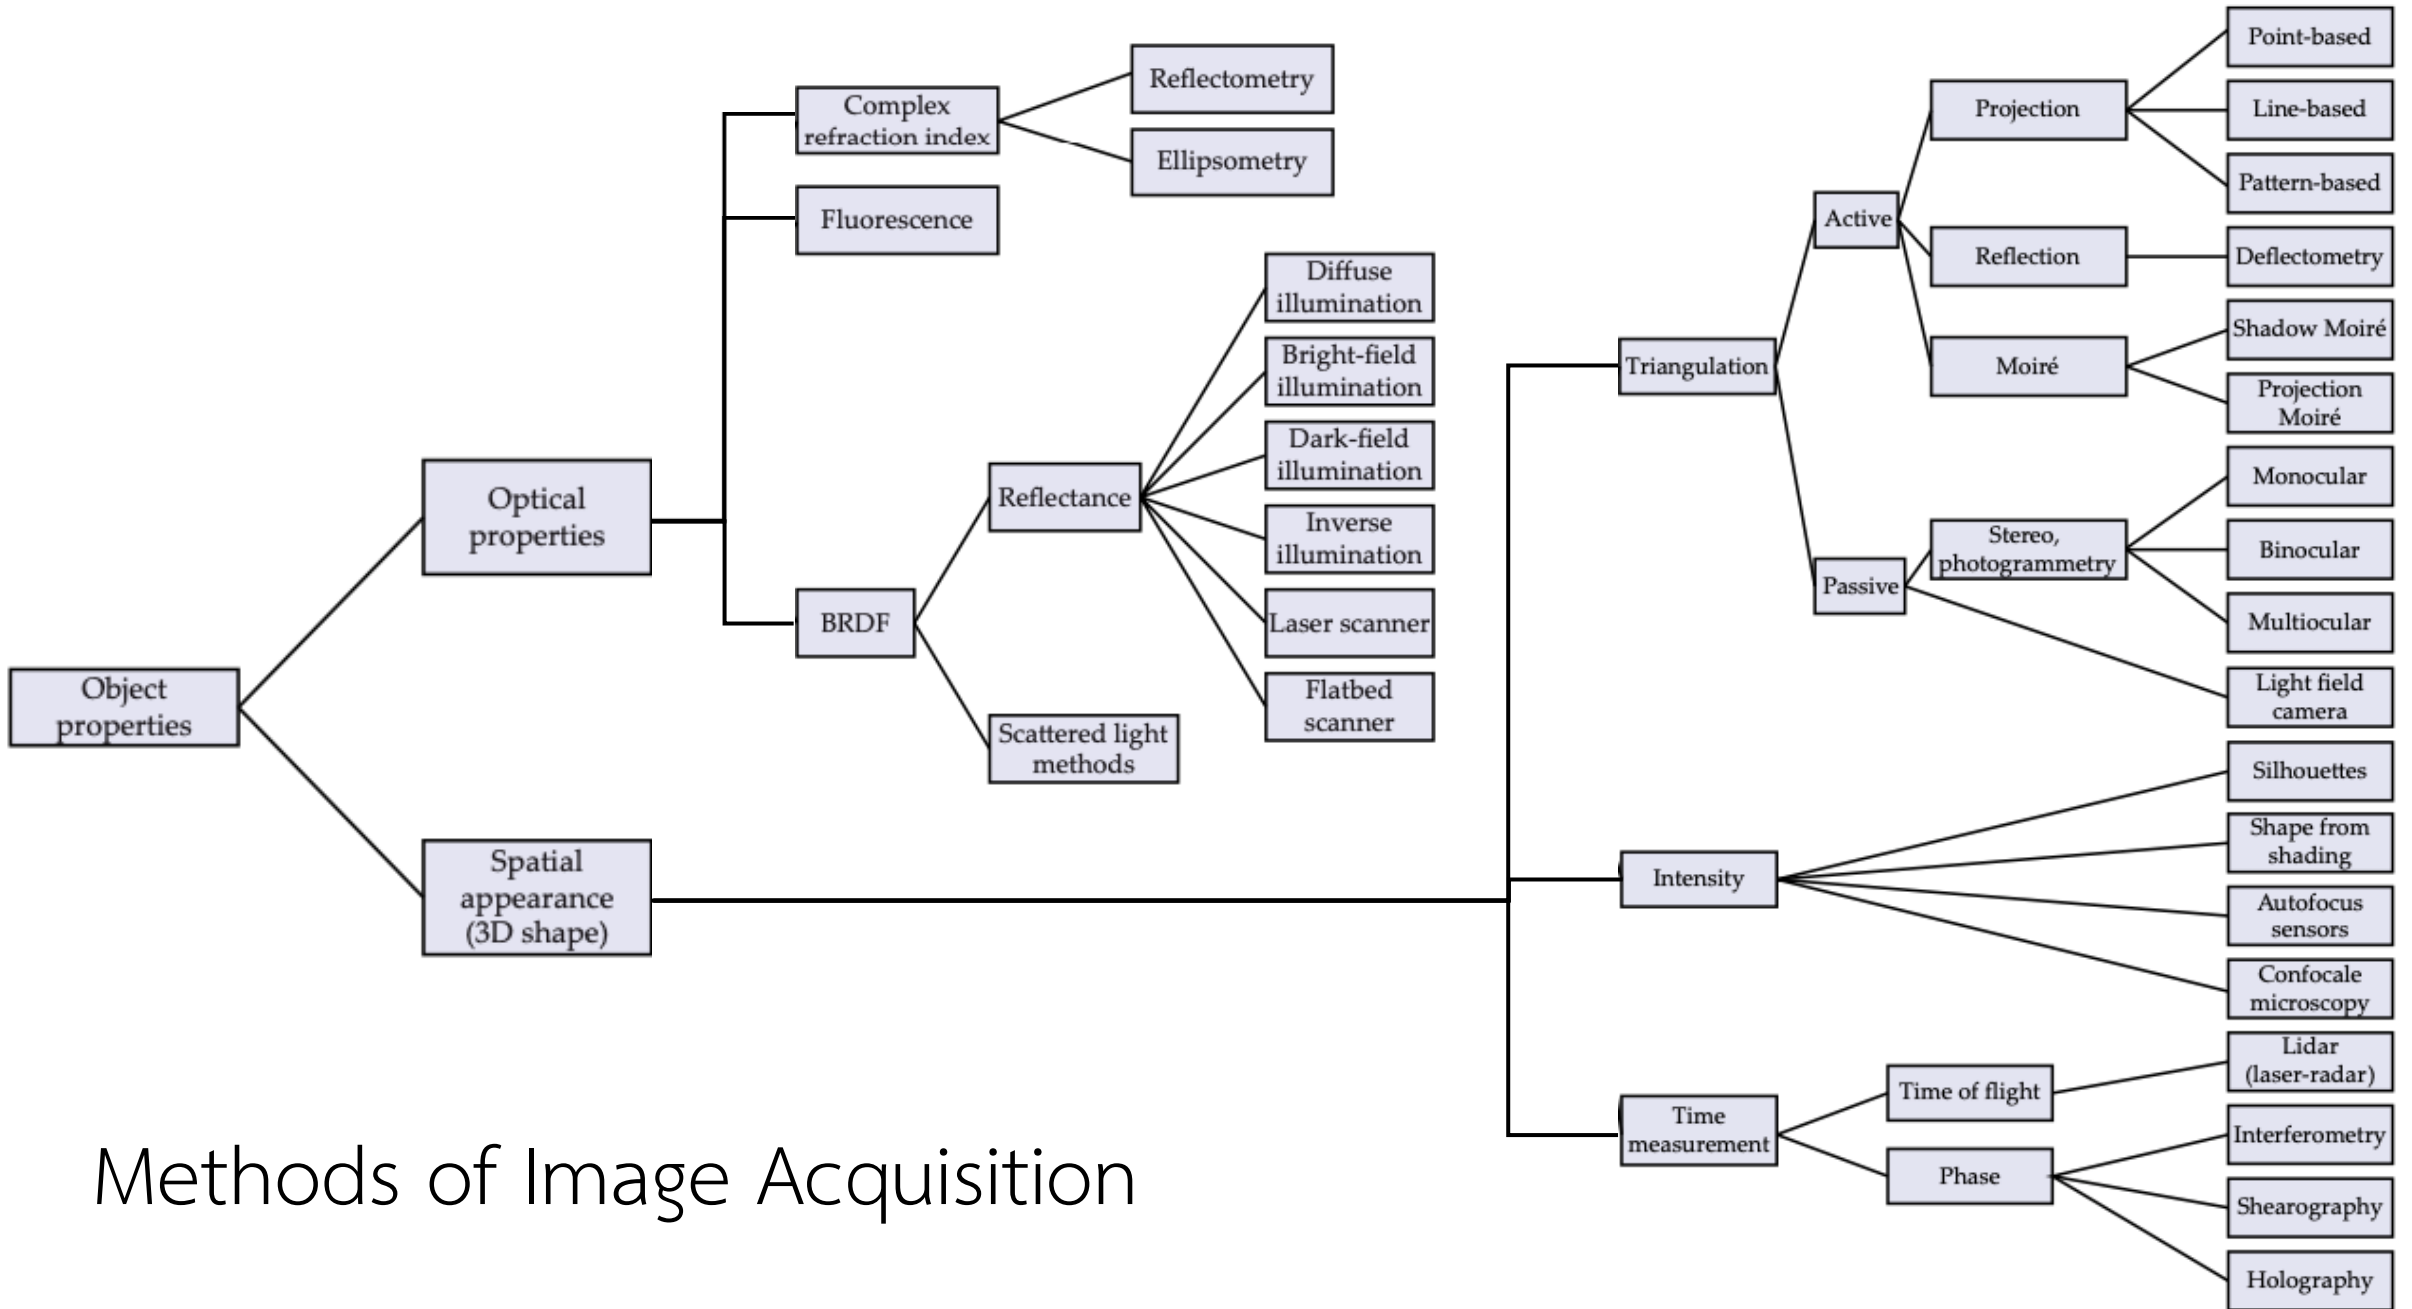 Object
properties
Optical
properties
Spatial
appearance
(3D shape)
Complex
refraction index
Fluorescence
BRDF
Reflectometry
Ellipsometry
Reflectance
Scattered light
methods
Diffuse
illumination
Bright-field
illumination
Dark-field
illumination
Inverse
illumination
Laser scanner
Flatbed
scanner
Triangulation
Intensity
Time
measurement
Active
Passive
Projection
Reflection
Moiré
Stereo,
photogrammetry
Time of flight
Phase
Point-based
Line-based
Pattern-based
Deflectometry
Shadow Moiré
Projection
Moiré
Monocular
Binocular
Multiocular
Light field
camera
Silhouettes
Shape from
shading
Autofocus
sensors
Confocale
microscopy
Lidar
(laser-radar)
Interferometry
Shearography
Holography
Methods of Image Acquisition